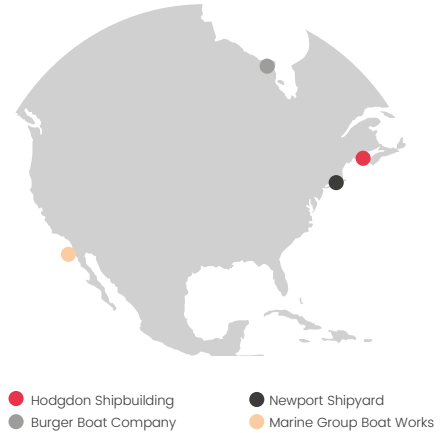 Hodgdon Shipbuilding
Newport Shipyard
Burger Boat Company
Marine Group Boat Works